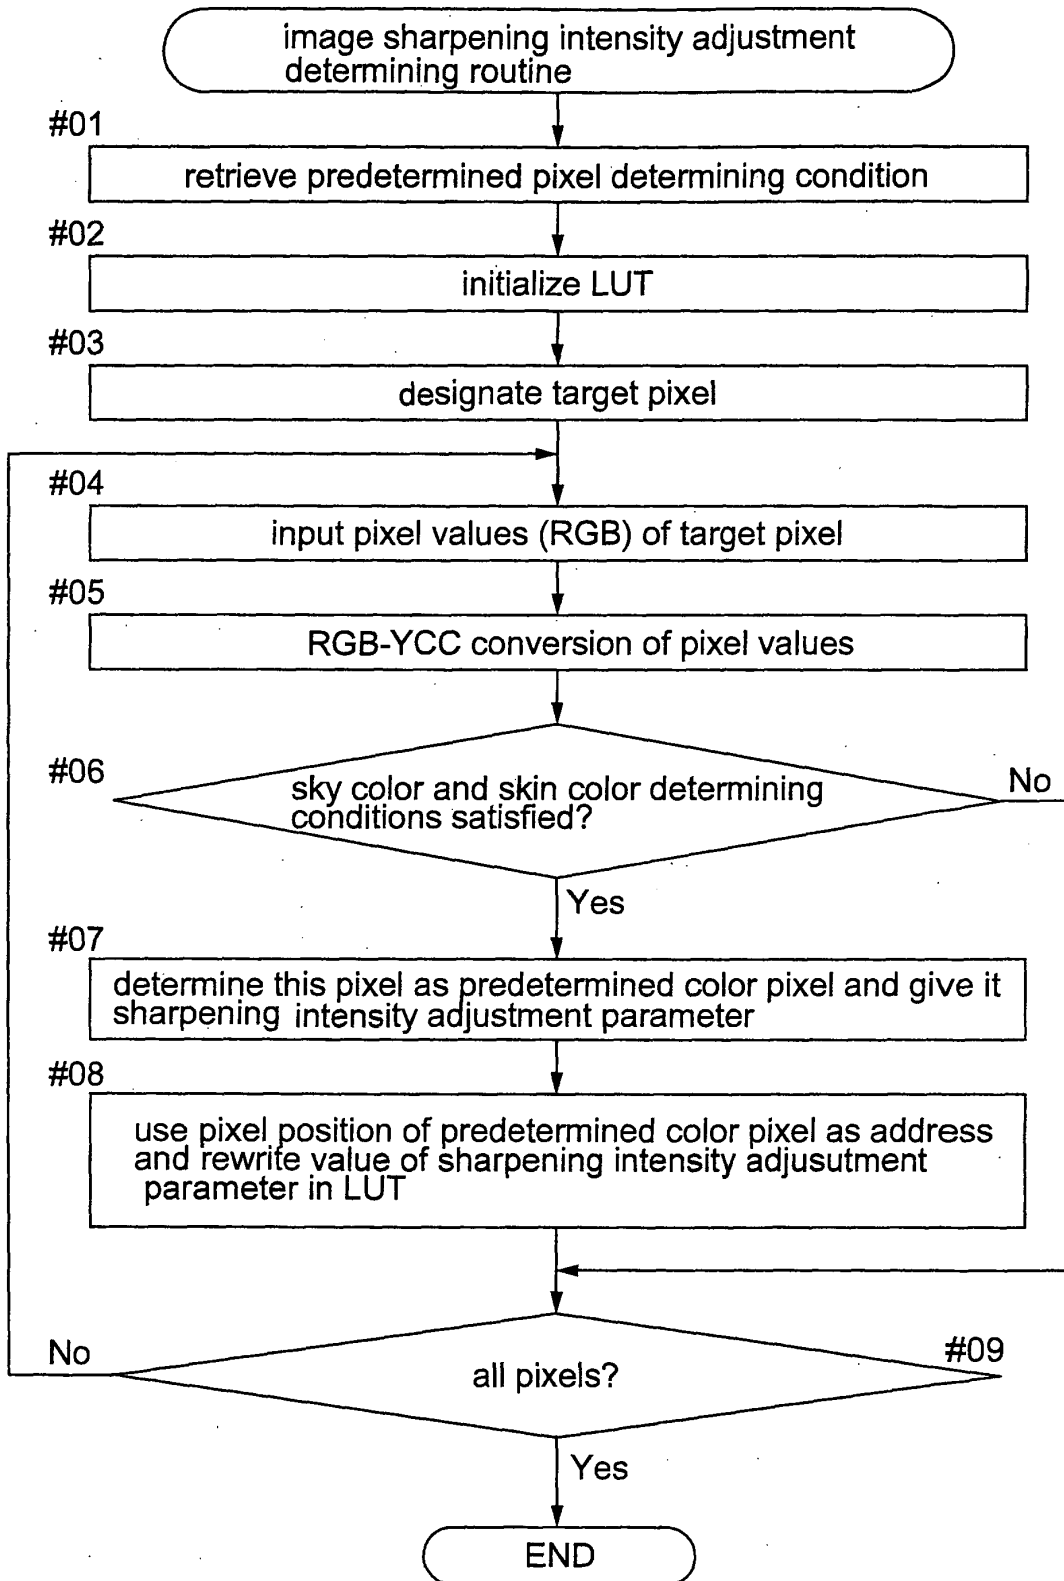 image sharpening intensity adjustment
determining routine
#01
retrieve predetermined pixel determining condition
#02
initialize LUT
#03
designate target pixel
#04
input pixel values (RGB) of target pixel
#05
RGB-YCC conversion of pixel values
#06
sky color and skin color determining
conditions satisfied?
No
Yes
#07
determine this pixel as predetermined color pixel and give it
sharpening intensity adjustment parameter
#08
use pixel position of predetermined color pixel as address
and rewrite value of sharpening intensity adjusutment
parameter in LUT
No
#09
all pixels?
Yes
END